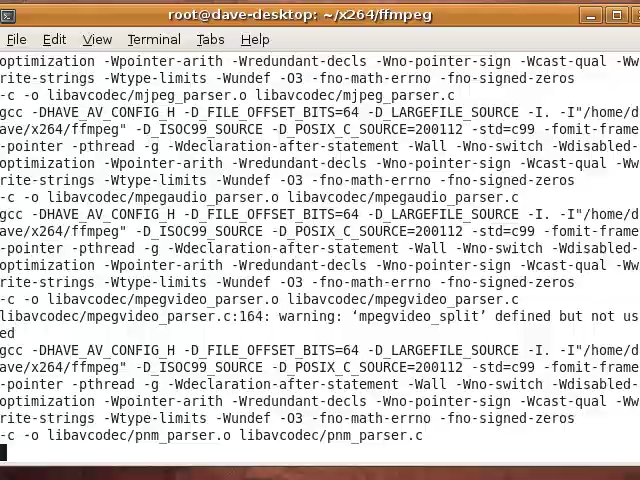 root@dave-desktop: ~/x264/ffmpeg
File Edit View Terminal Tabs Help
optimization -Wpointer-arith -Wredundant-decls -Wno-pointer-sign -Wcast-qual -Ww
rite-strings -Wtype-limits -Wundef -O3 -fno-math-errno -fno-signed-zeros
-c -o libavcodec/mjpeg_parser.o libavcodec/mjpeg_parser.c
gcc -DHAVE_AV_CONFIG_H -D_FILE_OFFSET_BITS=64 -D_LARGEFILE_SOURCE -I. -I"/home/d
ave/x264/ffmpeg" -D_ISOC99_SOURCE -D_POSIX_C_SOURCE=200112 -std=c99 -fomit-frame
-pointer -pthread -g -Wdeclaration-after-statement -Wall -Wno-switch -Wdisabled-
optimization -Wpointer-arith -Wredundant-decls -Wno-pointer-sign -Wcast-qual -Ww
rite-strings -Wtype-limits -Wundef -O3 -fno-math-errno -fno-signed-zeros
-c -o libavcodec/mpegaudio_parser.o libavcodec/mpegaudio_parser.c
gcc -DHAVE_AV_CONFIG_H -D_FILE_OFFSET_BITS=64 -D_LARGEFILE_SOURCE -I. -I"/home/d
ave/x264/ffmpeg" -D_ISOC99_SOURCE -D_POSIX_C_SOURCE=200112 -std=c99 -fomit-frame
-pointer -pthread -g -Wdeclaration-after-statement -Wall -Wno-switch -Wdisabled-
optimization -Wpointer-arith -Wredundant-decls -Wno-pointer-sign -Wcast-qual -Ww
rite-strings -Wtype-limits -Wundef -O3 -fno-math-errno -fno-signed-zeros
-c -o libavcodec/mpegvideo_parser.o libavcodec/mpegvideo_parser.c
libavcodec/mpegvideo_parser.c:164: warning: ‘mpegvideo_split’ defined but not us
ed
gcc -DHAVE_AV_CONFIG_H -D_FILE_OFFSET_BITS=64 -D_LARGEFILE_SOURCE -I. -I"/home/d
ave/x264/ffmpeg" -D_ISOC99_SOURCE -D_POSIX_C_SOURCE=200112 -std=c99 -fomit-frame
-pointer -pthread -g -Wdeclaration-after-statement -Wall -Wno-switch -Wdisabled-
optimization -Wpointer-arith -Wredundant-decls -Wno-pointer-sign -Wcast-qual -Ww
rite-strings -Wtype-limits -Wundef -O3 -fno-math-errno -fno-signed-zeros
-c -o libavcodec/pnm_parser.o libavcodec/pnm_parser.c